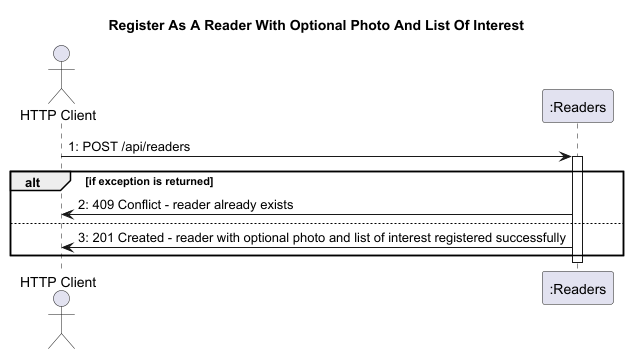 Register As A Reader With Optional Photo And List Of Interest
HTTP Client
:Readers
1: POST /api/readers
alt [if exception is returned]
2: 409 Conflict - reader already exists
3: 201 Created - reader with optional photo and list of interest registered successfully
HTTP Client
:Readers